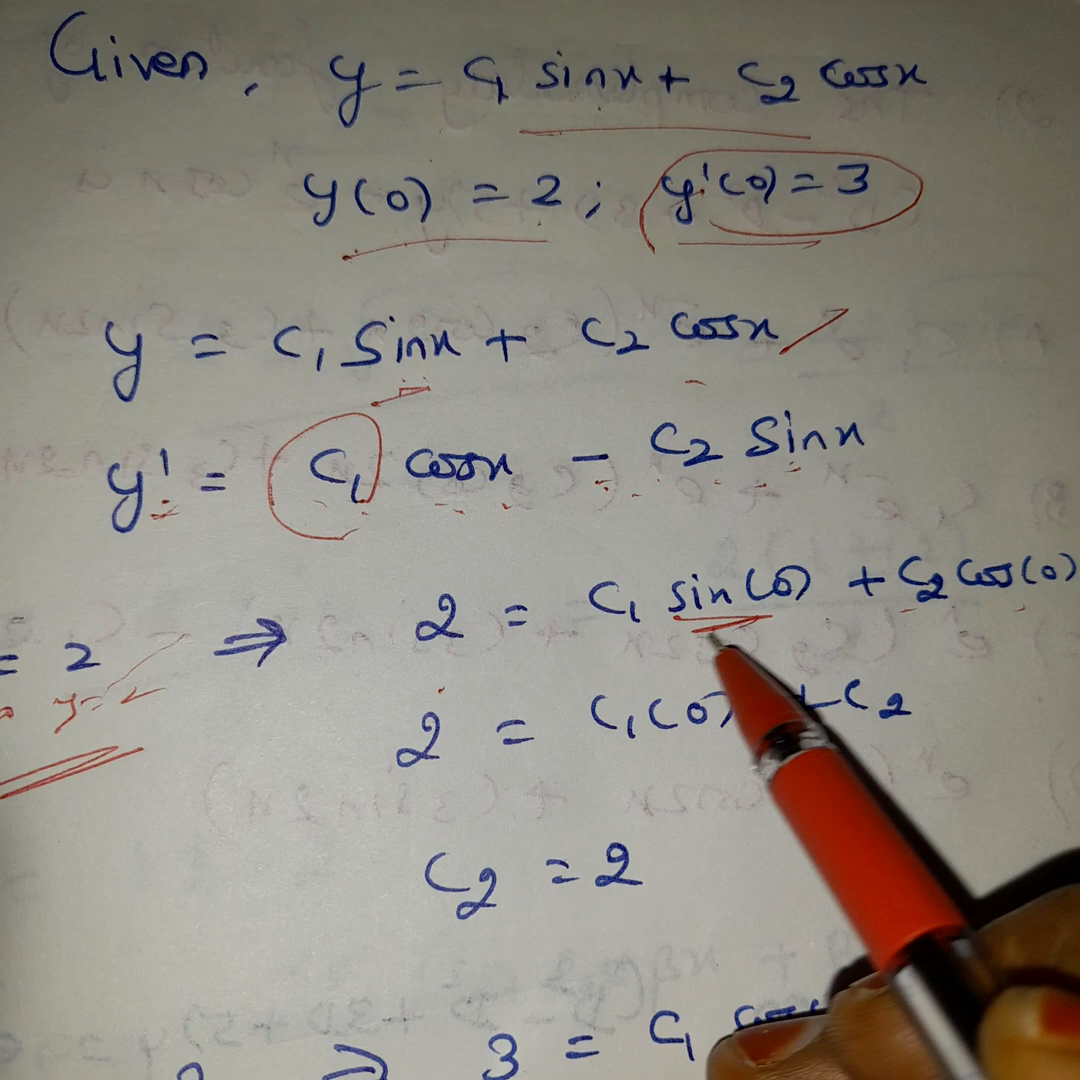 Given, y = C₁ sinx + C₂ cosx
y(0) = 2 ; y'(0) = 3
y = C₁ Sinx + C₂ cosx
y' = C₁ cosx - C₂ Sinx
= 2 ⇒ 2 = C₁ sin(0) + C₂ cos(0)
y=2
2 = C₁(0) + C₂
C₂ = 2
⇒ 3 = C₁